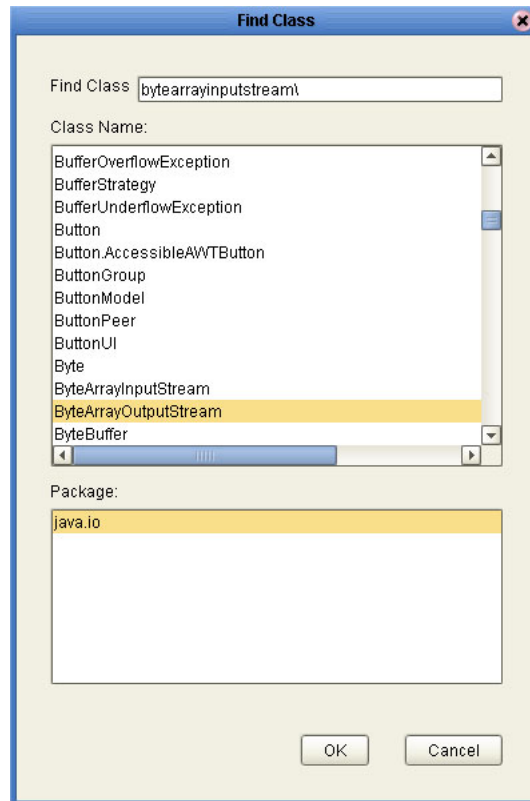 Find Class
Find Class bytearrayinputstream\
Class Name:
BufferOverflowException
BufferStrategy
BufferUnderflowException
Button
Button.AccessibleAWTButton
ButtonGroup
ButtonModel
ButtonPeer
ButtonUI
Byte
ByteArrayInputStream
ByteArrayOutputStream
ByteBuffer
Package:
java.io
OK Cancel